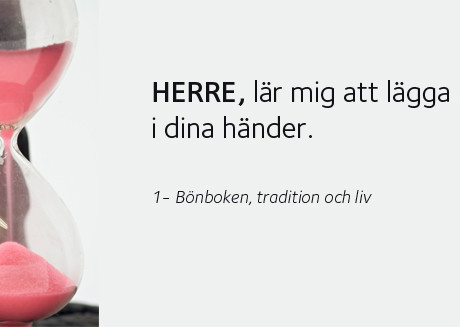 HERRE, lär mig att lägga
i dina händer.
1- Bönboken, tradition och liv